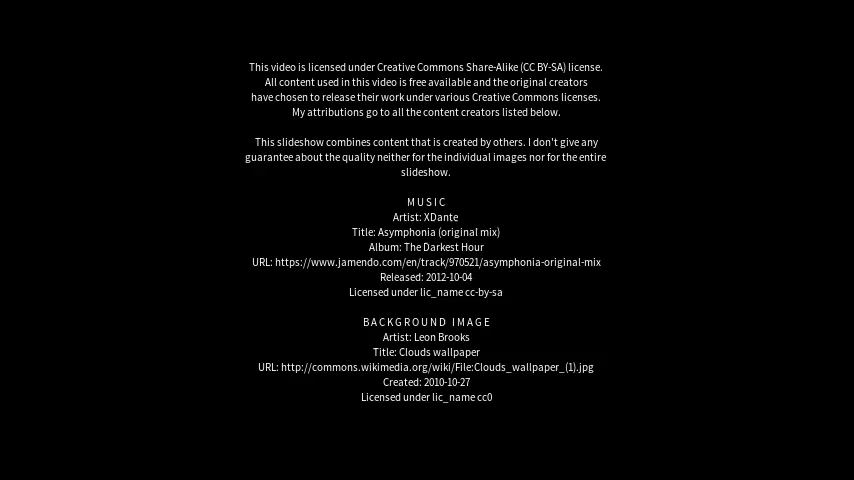 This video is licensed under Creative Commons Share-Alike (CC BY-SA) license.
All content used in this video is free available and the original creators
have chosen to release their work under various Creative Commons licenses.
My attributions go to all the content creators listed below.
This slideshow combines content that is created by others. I don't give any
guarantee about the quality neither for the individual images nor for the entire
slideshow.
M U S I C
Artist: XDante
Title: Asymphonia (original mix)
Album: The Darkest Hour
URL: https://www.jamendo.com/en/track/970521/asymphonia-original-mix
Released: 2012-10-04
Licensed under lic_name cc-by-sa
B A C K G R O U N D  I M A G E
Artist: Leon Brooks
Title: Clouds wallpaper
URL: http://commons.wikimedia.org/wiki/File:Clouds_wallpaper_(1).jpg
Created: 2010-10-27
Licensed under lic_name cc0